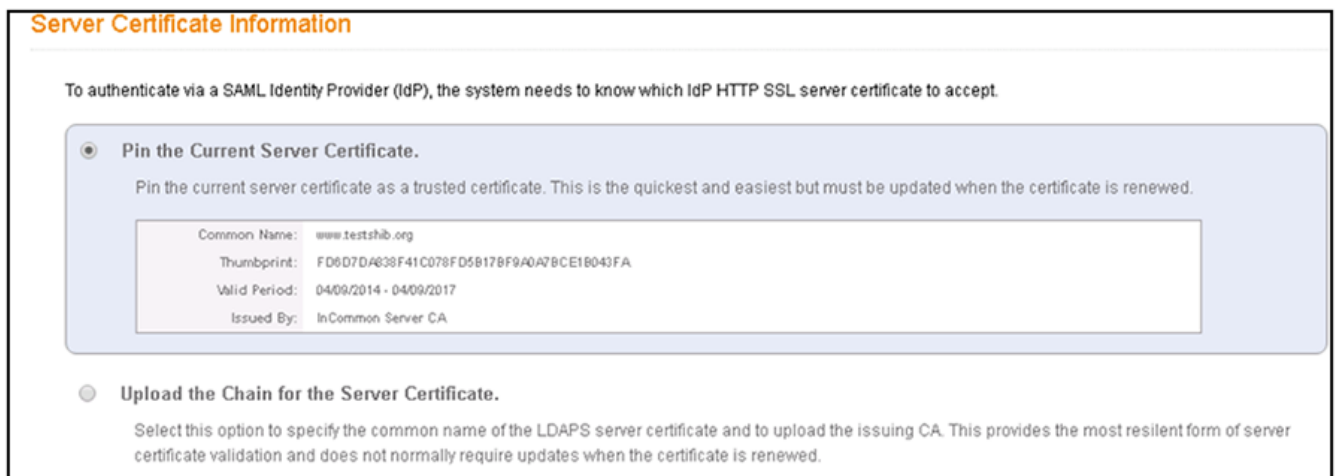 Server Certificate Information
To authenticate via a SAML Identity Provider (IdP), the system needs to know which IdP HTTP SSL server certificate to accept.
Pin the Current Server Certificate.
Pin the current server certificate as a trusted certificate. This is the quickest and easiest but must be updated when the certificate is renewed.
Common Name: www.testshib.org
Thumbprint: FD6D7DA838F41C078FD5B17BF9A0A7BCE1B043FA
Valid Period: 04/09/2014 - 04/09/2017
Issued By: InCommon Server CA
Upload the Chain for the Server Certificate.
Select this option to specify the common name of the LDAPS server certificate and to upload the issuing CA. This provides the most resilent form of server
certificate validation and does not normally require updates when the certificate is renewed.